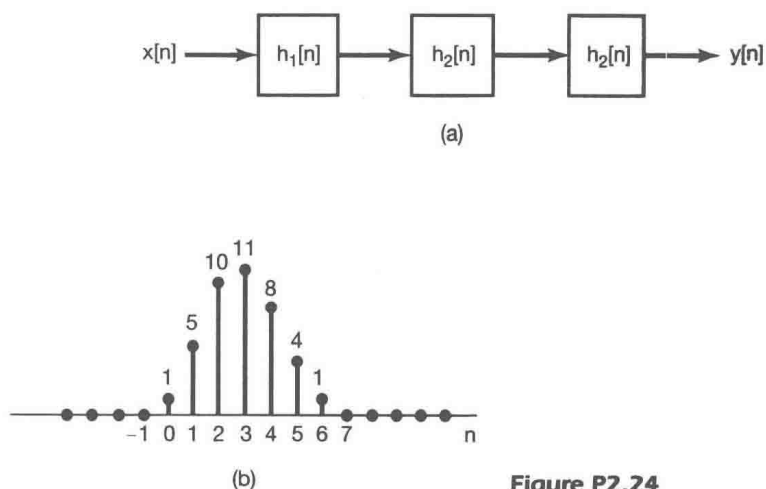 x[n] h₁[n] h₂[n] h₂[n] y[n]
(a)
11
10
8
5
4
1 1
−1 0 1 2 3 4 5 6 7 n
(b)
Figure P2.24